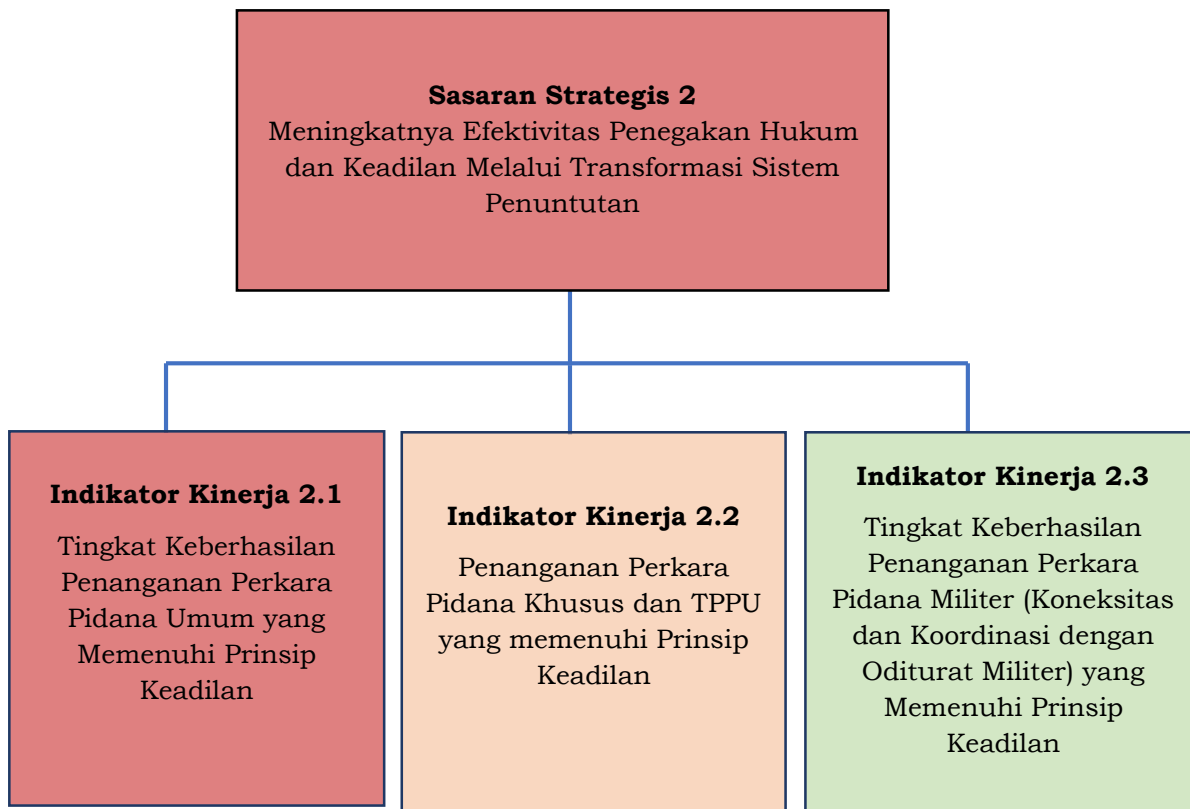 Sasaran Strategis 2
Meningkatnya Efektivitas Penegakan Hukum
dan Keadilan Melalui Transformasi Sistem
Penuntutan
Indikator Kinerja 2.1
Tingkat Keberhasilan
Penanganan Perkara
Pidana Umum yang
Memenuhi Prinsip
Keadilan
Indikator Kinerja 2.2
Penanganan Perkara
Pidana Khusus dan TPPU
yang memenuhi Prinsip
Keadilan
Indikator Kinerja 2.3
Tingkat Keberhasilan
Penanganan Perkara
Pidana Militer (Koneksitas
dan Koordinasi dengan
Oditurat Militer) yang
Memenuhi Prinsip
Keadilan